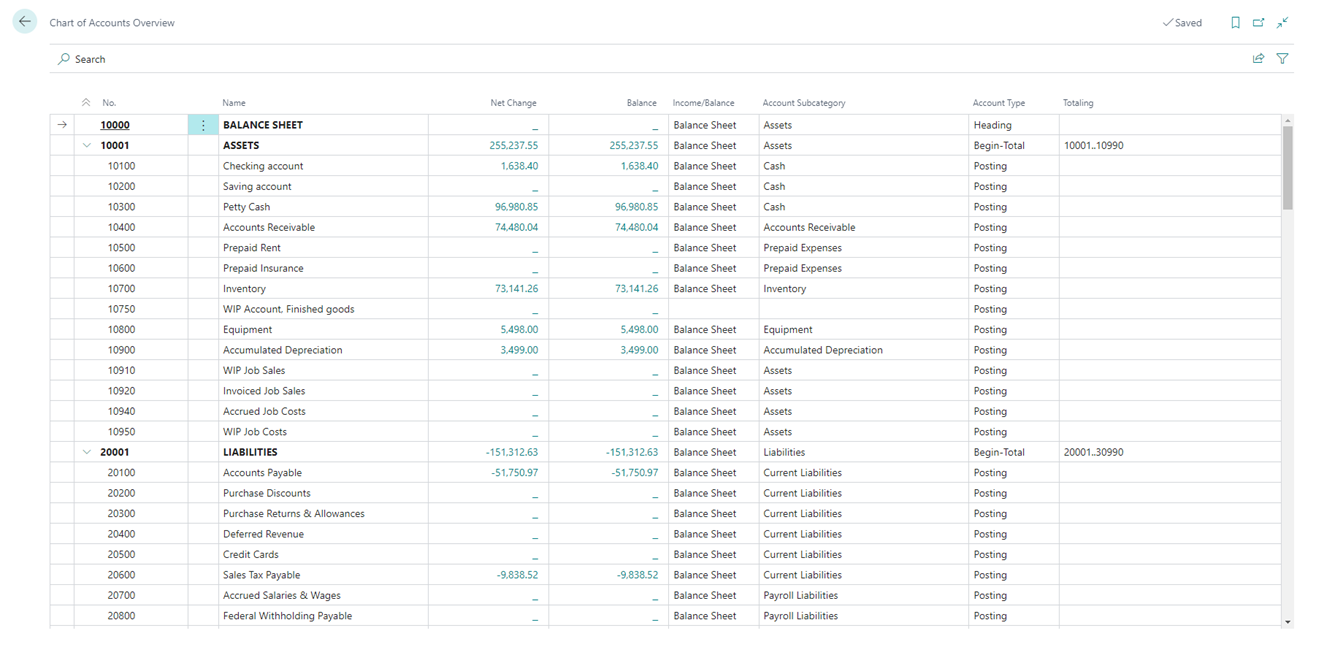 Chart of Accounts Overview
Saved
Search
No. Name Net Change Balance Income/Balance Account Subcategory Account Type Totaling
10000 BALANCE SHEET _ _ Balance Sheet Assets Heading
10001 ASSETS 255,237.55 255,237.55 Balance Sheet Assets Begin-Total 10001..10990
10100 Checking account 1,638.40 1,638.40 Balance Sheet Cash Posting
10200 Saving account _ _ Balance Sheet Cash Posting
10300 Petty Cash 96,980.85 96,980.85 Balance Sheet Cash Posting
10400 Accounts Receivable 74,480.04 74,480.04 Balance Sheet Accounts Receivable Posting
10500 Prepaid Rent _ _ Balance Sheet Prepaid Expenses Posting
10600 Prepaid Insurance _ _ Balance Sheet Prepaid Expenses Posting
10700 Inventory 73,141.26 73,141.26 Balance Sheet Inventory Posting
10750 WIP Account, Finished goods _ _ Posting
10800 Equipment 5,498.00 5,498.00 Balance Sheet Equipment Posting
10900 Accumulated Depreciation 3,499.00 3,499.00 Balance Sheet Accumulated Depreciation Posting
10910 WIP Job Sales _ _ Balance Sheet Assets Posting
10920 Invoiced Job Sales _ _ Balance Sheet Assets Posting
10940 Accrued Job Costs _ _ Balance Sheet Assets Posting
10950 WIP Job Costs _ _ Balance Sheet Assets Posting
20001 LIABILITIES -151,312.63 -151,312.63 Balance Sheet Liabilities Begin-Total 20001..30990
20100 Accounts Payable -51,750.97 -51,750.97 Balance Sheet Current Liabilities Posting
20200 Purchase Discounts _ _ Balance Sheet Current Liabilities Posting
20300 Purchase Returns & Allowances _ _ Balance Sheet Current Liabilities Posting
20400 Deferred Revenue _ _ Balance Sheet Current Liabilities Posting
20500 Credit Cards _ _ Balance Sheet Current Liabilities Posting
20600 Sales Tax Payable -9,838.52 -9,838.52 Balance Sheet Current Liabilities Posting
20700 Accrued Salaries & Wages _ _ Balance Sheet Payroll Liabilities Posting
20800 Federal Withholding Payable _ _ Balance Sheet Payroll Liabilities Posting